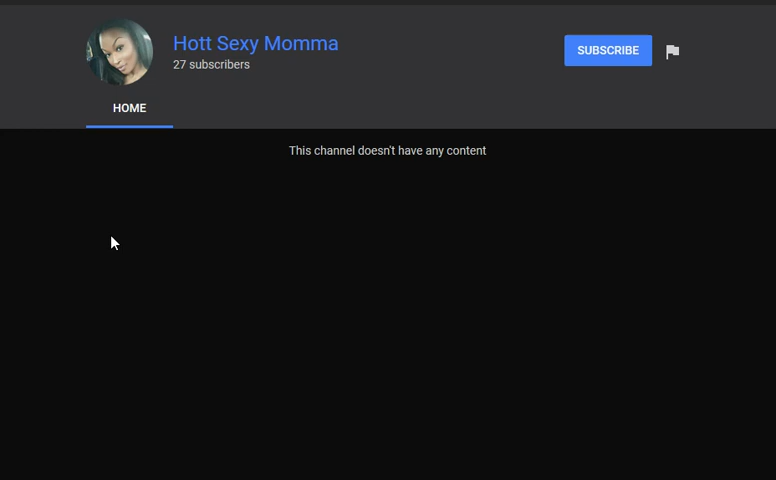 Hott Sexy Momma
27 subscribers
SUBSCRIBE
HOME
This channel doesn't have any content